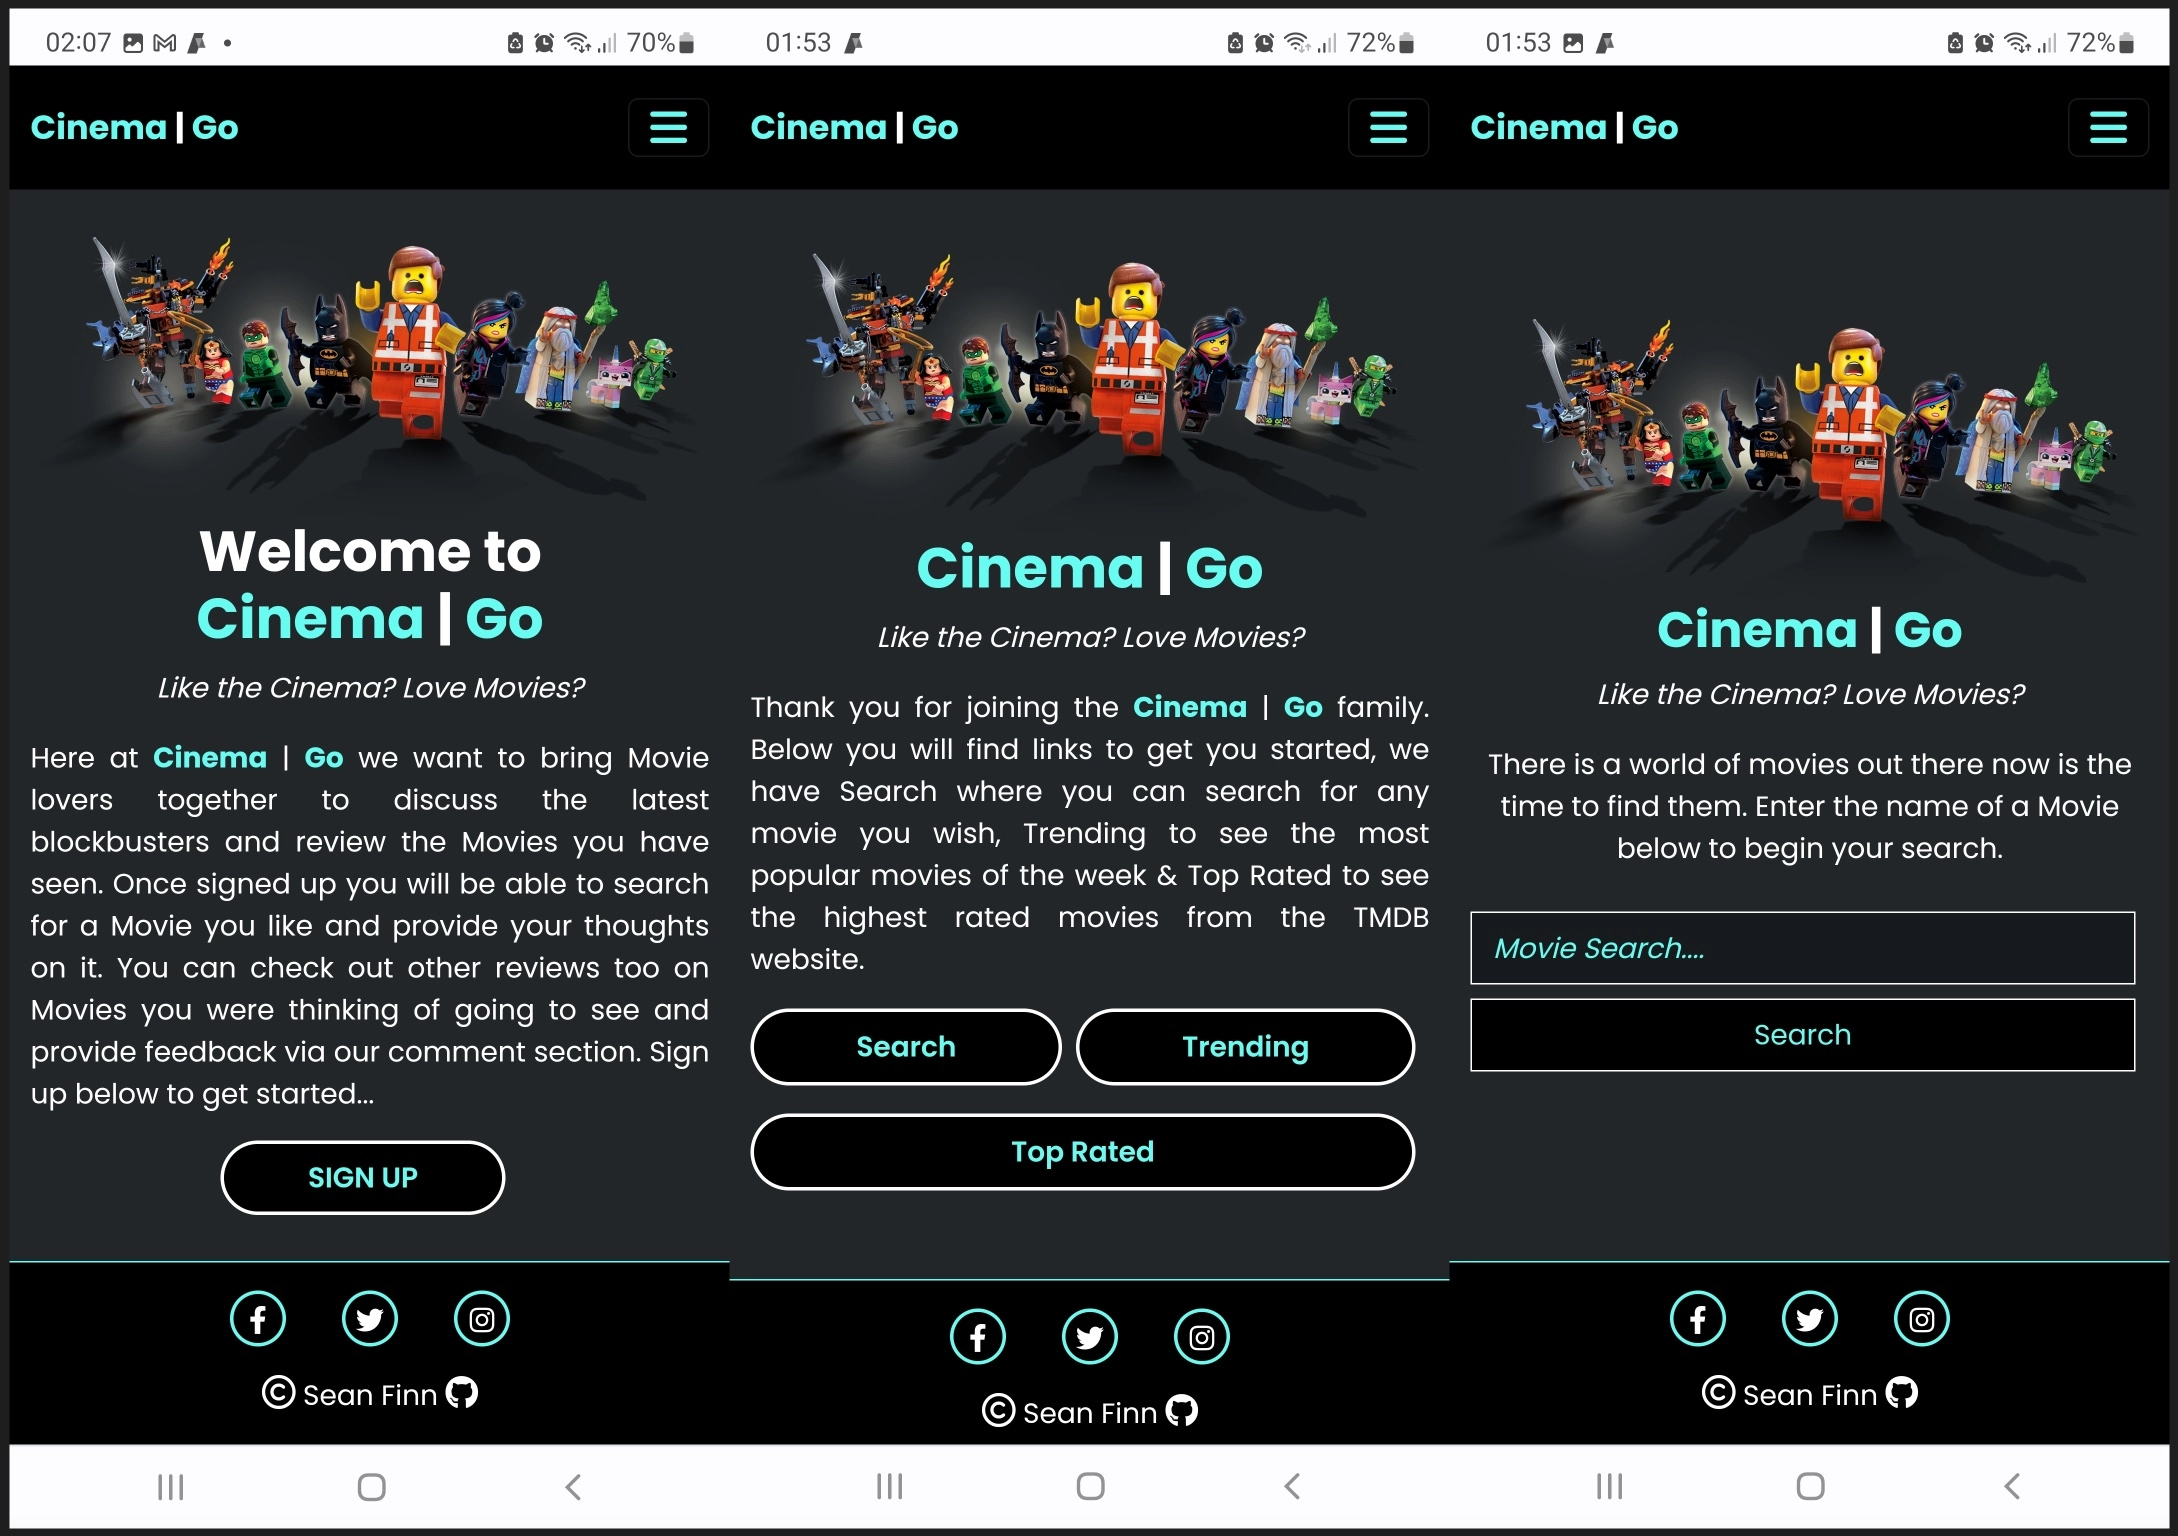 02:07
70%
Cinema | Go
Welcome to
Cinema | Go
Like the Cinema? Love Movies?
Here at Cinema | Go we want to bring Movie
lovers together to discuss the latest
blockbusters and review the Movies you have
seen. Once signed up you will be able to search
for a Movie you like and provide your thoughts
on it. You can check out other reviews too on
Movies you were thinking of going to see and
provide feedback via our comment section. Sign
up below to get started...
SIGN UP
© Sean Finn
01:53
72%
Cinema | Go
Cinema | Go
Like the Cinema? Love Movies?
Thank you for joining the Cinema | Go family.
Below you will find links to get you started, we
have Search where you can search for any
movie you wish, Trending to see the most
popular movies of the week & Top Rated to see
the highest rated movies from the TMDB
website.
Search
Trending
Top Rated
© Sean Finn
01:53
72%
Cinema | Go
Cinema | Go
Like the Cinema? Love Movies?
There is a world of movies out there now is the
time to find them. Enter the name of a Movie
below to begin your search.
Movie Search....
Search
© Sean Finn